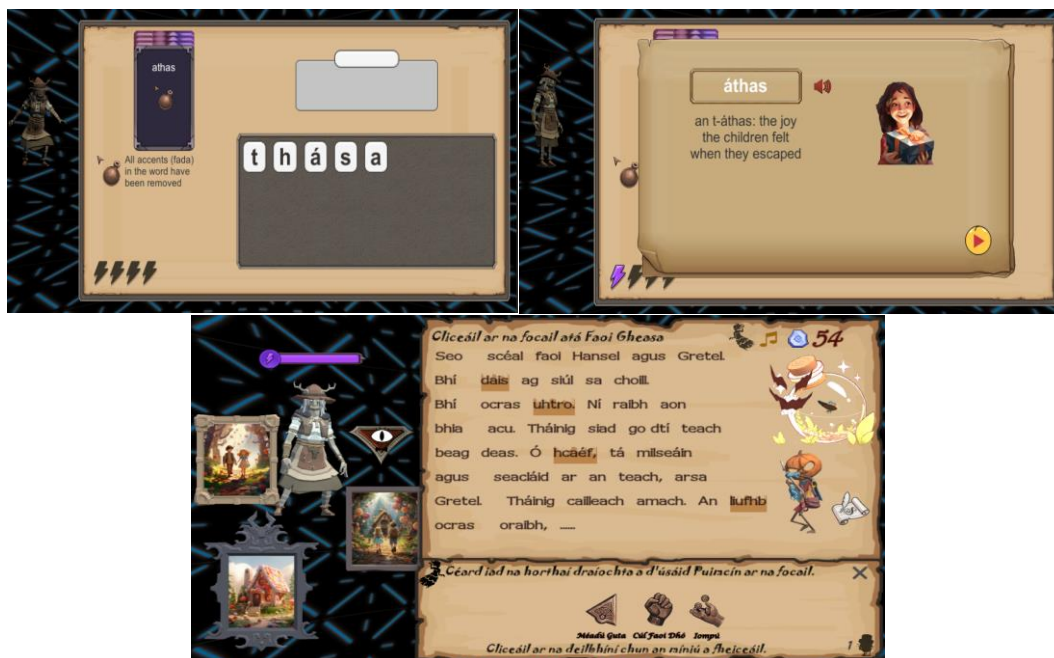 athas
All accents (fada)
in the word have
been removed
t h á s a
áthas
an t-áthas: the joy
the children felt
when they escaped
Cliceáil ar na focail atá Faoi Gheasa
54
Seo scéal faoi Hansel agus Gretel.
Bhí dáis ag siúl sa choill.
Bhí ocras uhtro. Ní raibh aon
bhia acu. Tháinig siad go dtí teach
beag deas. Ó hcáéf, tá milseáin
agus seacláid ar an teach, arsa
Gretel. Tháinig cailleach amach. An liufhb
ocras oraibh, .....
Céard iad na horthaí draíochta a d'úsáid Puimcín ar na focail.
Méadú Guta Cúl Faoi Dhó Iompú
Cliceáil ar na deilbhíní chun an míniú a fheiceáil.
1